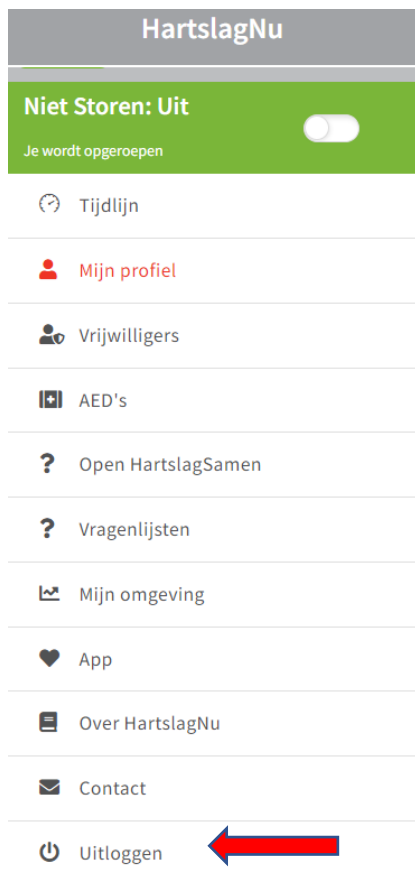 HartslagNu
Niet Storen: Uit
Je wordt opgeroepen
Tijdlijn
Mijn profiel
Vrijwilligers
AED's
Open HartslagSamen
Vragenlijsten
Mijn omgeving
App
Over HartslagNu
Contact
Uitloggen